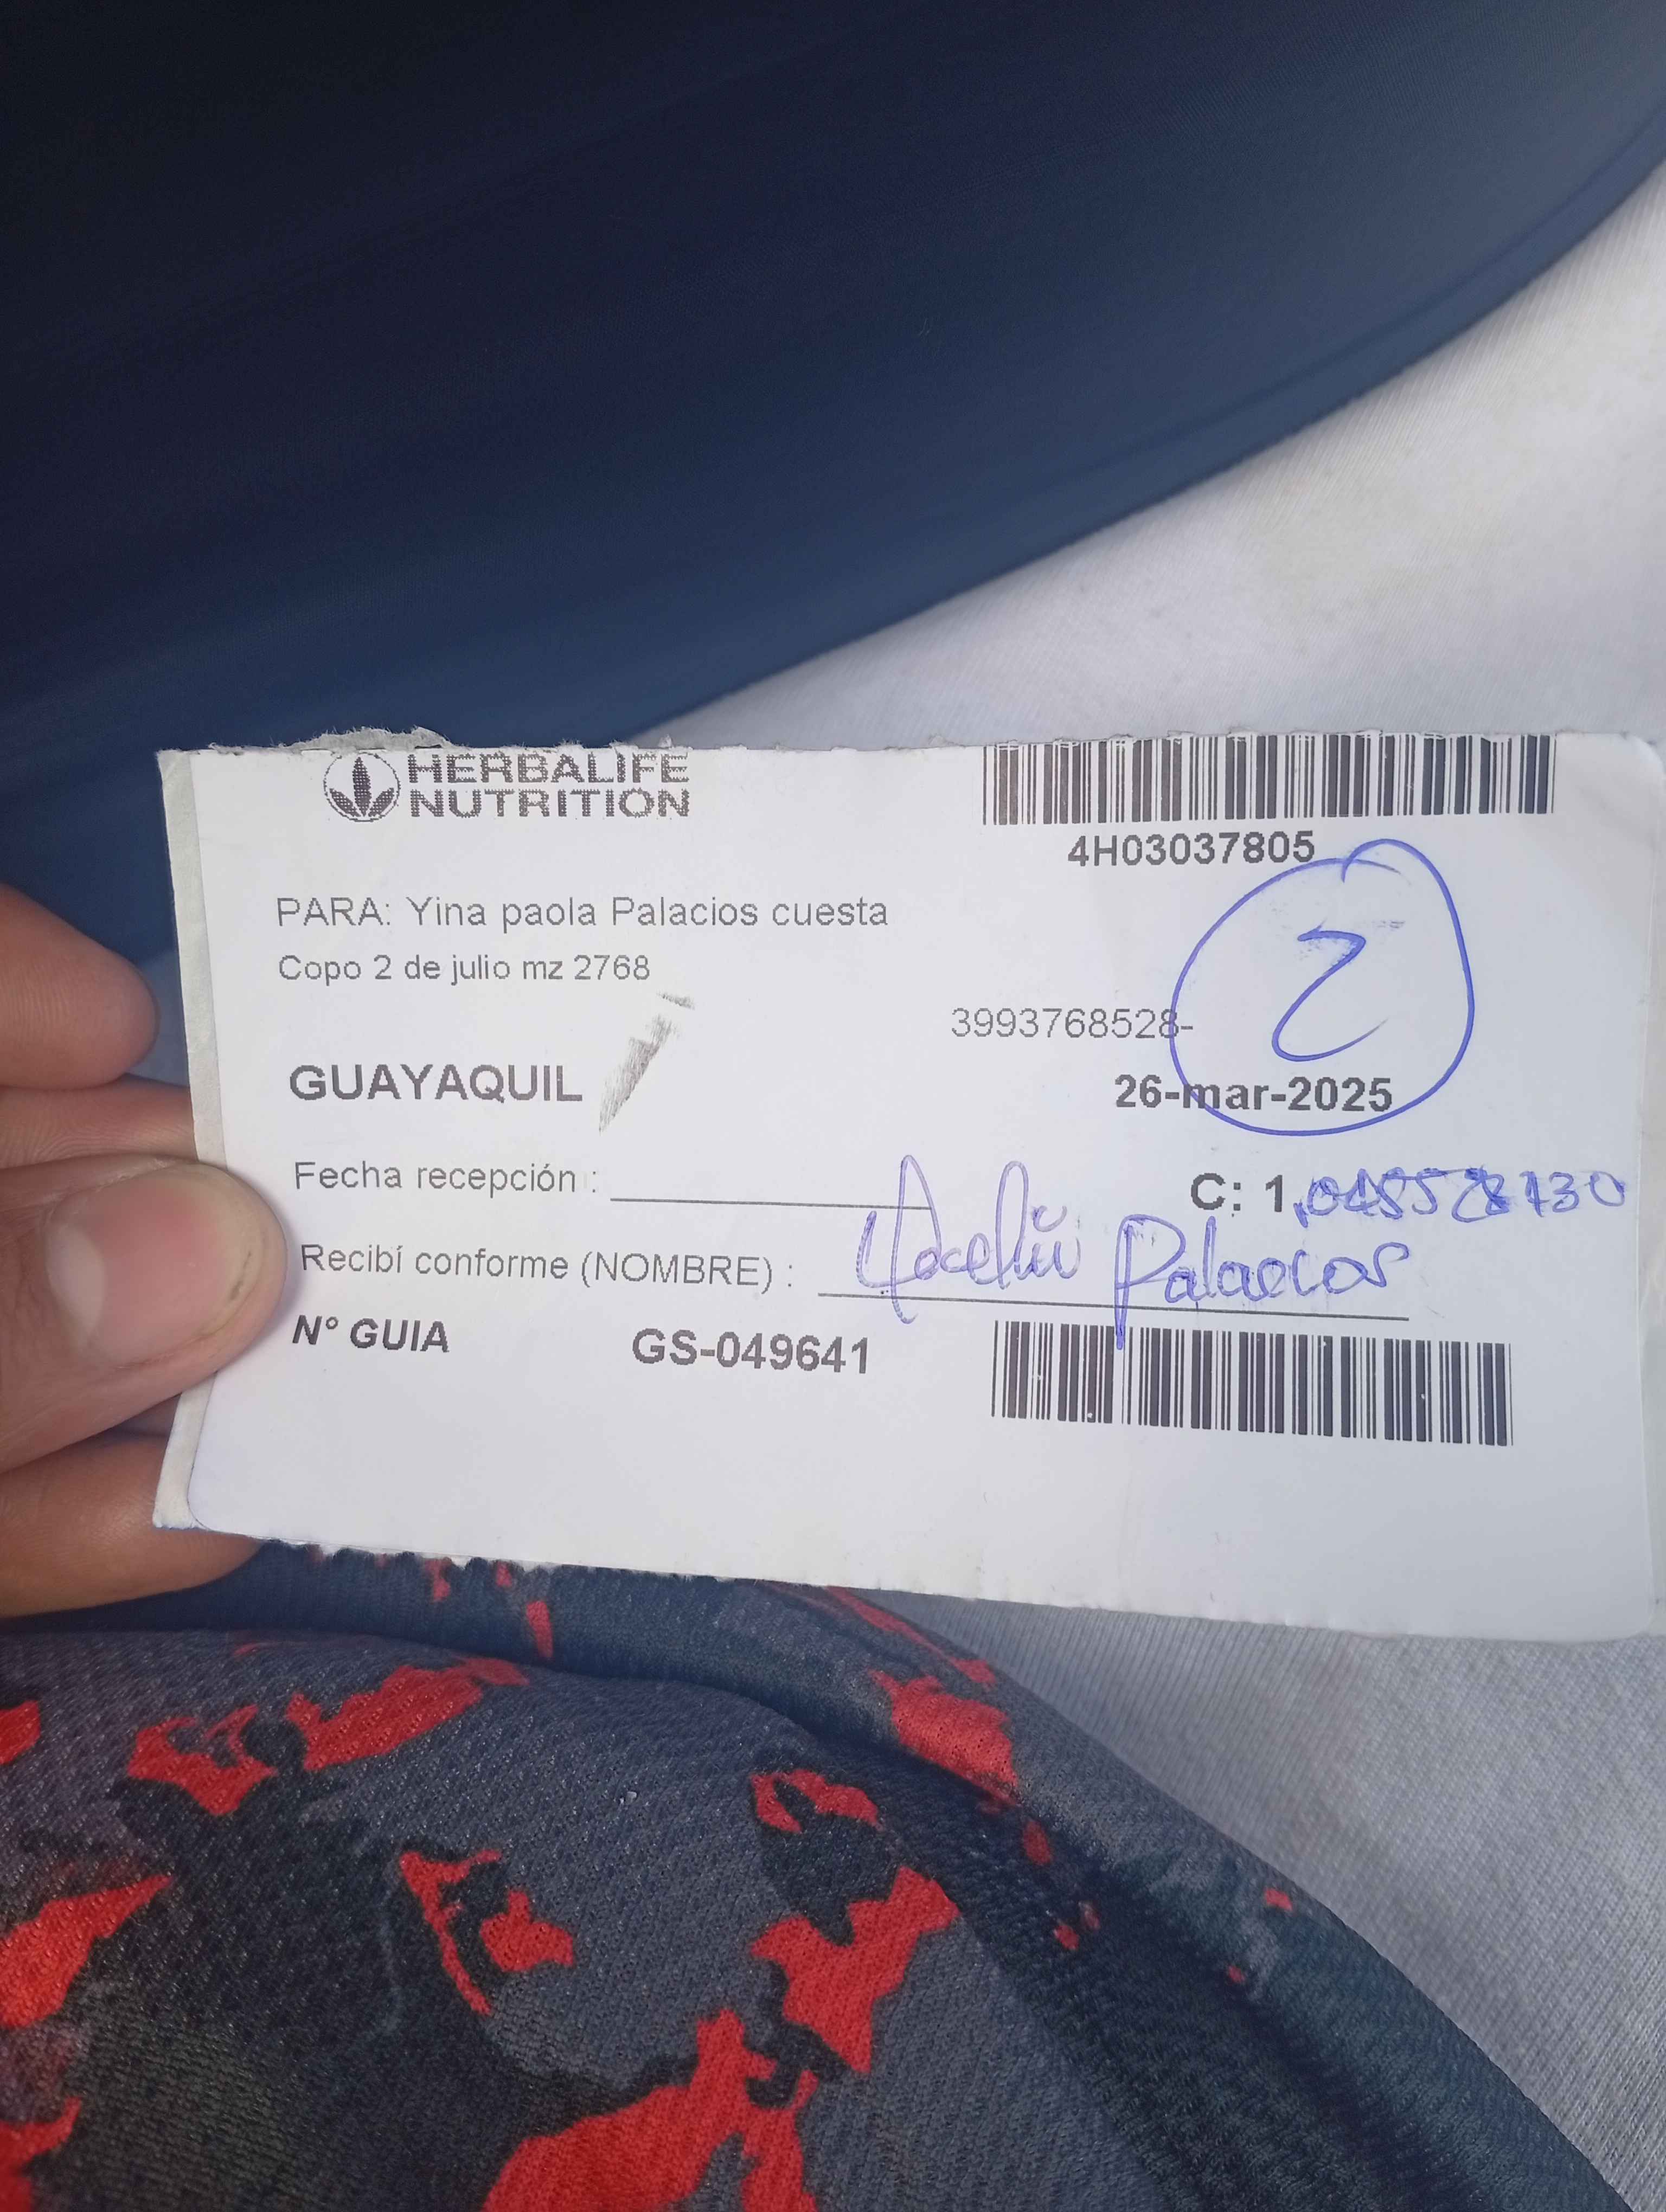 HERBALIFE
NUTRITION
4H03037805
PARA: Yina paola Palacios cuesta
Copo 2 de julio mz 2768
2
3993768528-
GUAYAQUIL
26-mar-2025
Fecha recepción :
C: 1
Recibí conforme (NOMBRE) : Palacios
N° GUIA GS-049641